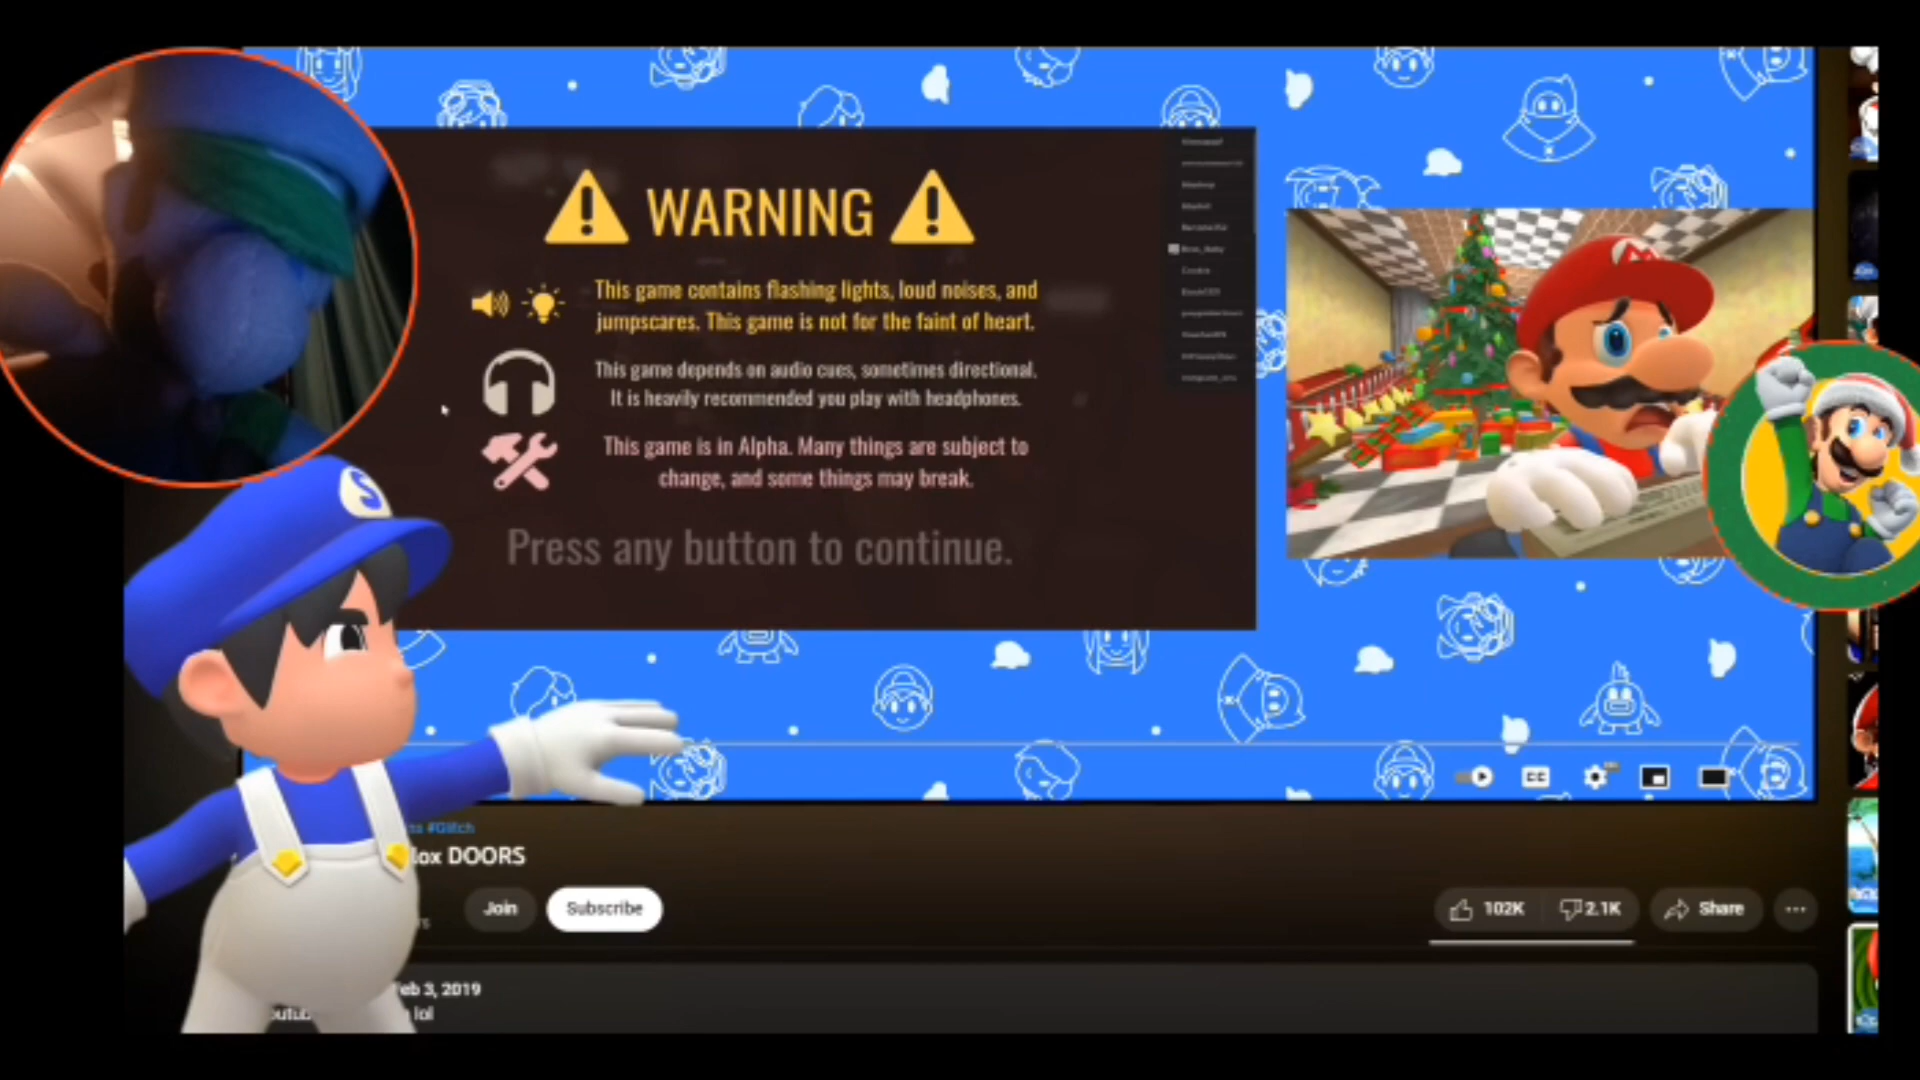 WARNING
This game contains flashing lights, loud noises, and
jumpscares. This game is not for the faint of heart.
This game depends on audio cues, sometimes directional.
It is heavily recommended you play with headphones.
This game is in Alpha. Many things are subject to
change, and some things may break.
Press any button to continue.
S
M
CC
#Glitch
lox DOORS
Join
Subscribe
102K
2.1K
Share
eb 3, 2019
lol